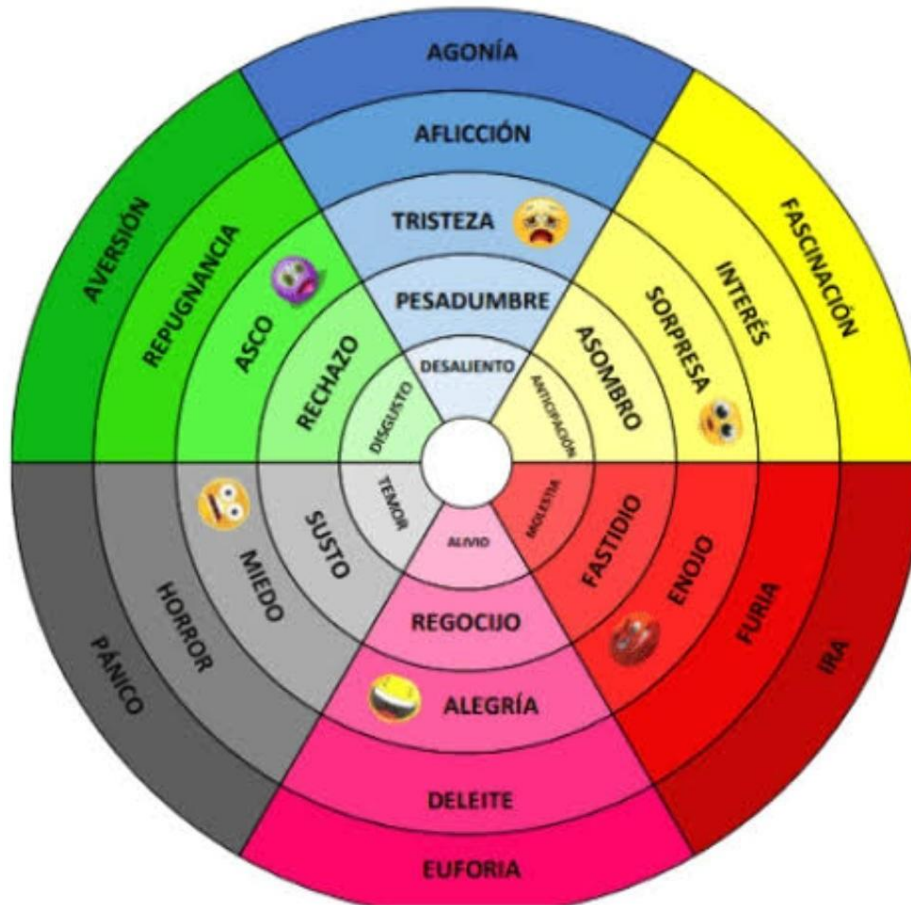 AGONÍA
AFLICCIÓN
TRISTEZA
PESADUMBRE
DESALIENTO
FASCINACIÓN
INTERÉS
SORPRESA
ASOMBRO
ANTICIPACIÓN
IRA
FURIA
ENOJO
FASTIDIO
MOLESTIA
EUFORIA
DELEITE
ALEGRÍA
REGOCIJO
ALIVIO
PÁNICO
HORROR
MIEDO
SUSTO
TEMOR
AVERSIÓN
REPUGNANCIA
ASCO
RECHAZO
DISGUSTO